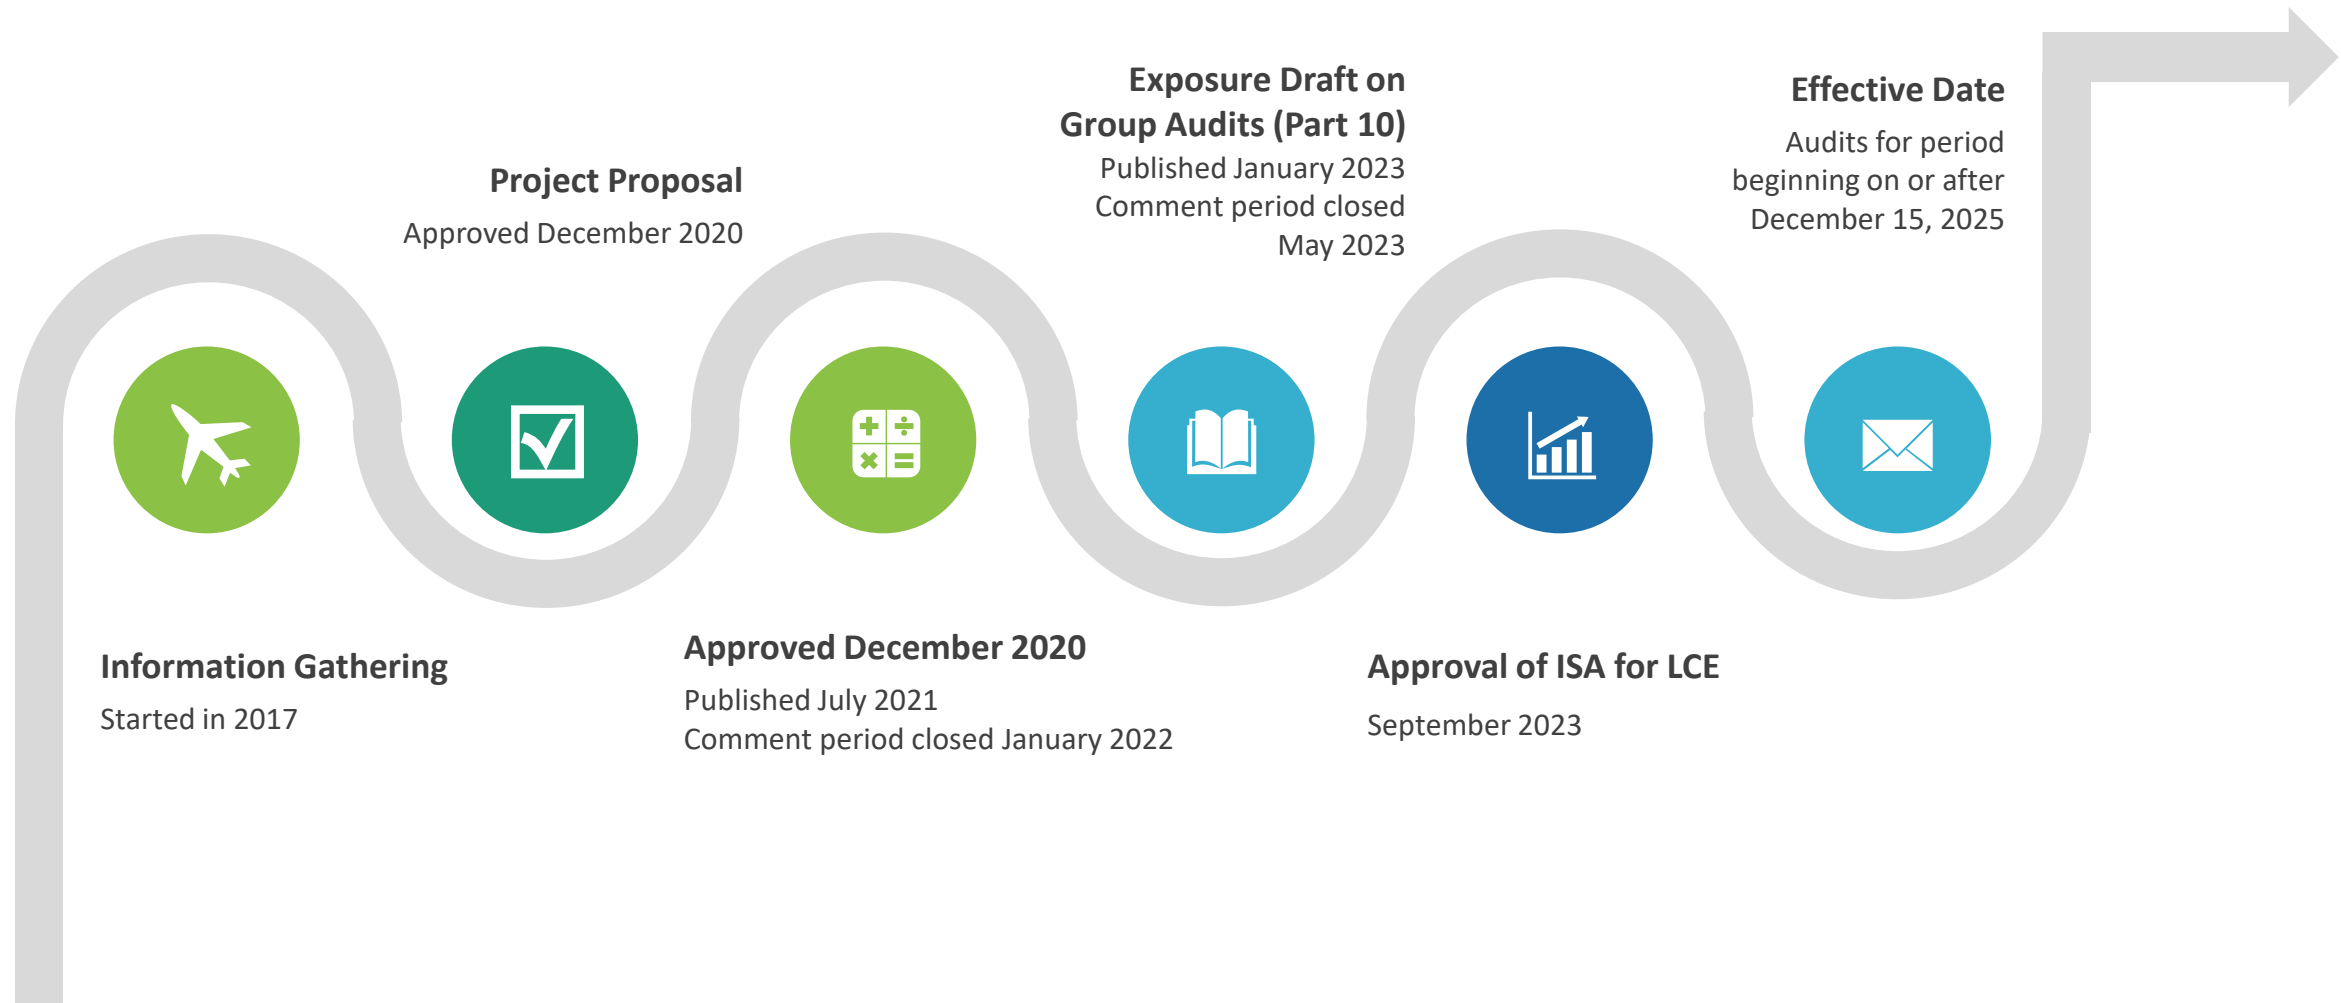 Information Gathering
Started in 2017
Project Proposal
Approved December 2020
Approved December 2020
Published July 2021
Comment period closed January 2022
Exposure Draft on
Group Audits (Part 10)
Published January 2023
Comment period closed
May 2023
Approval of ISA for LCE
September 2023
Effective Date
Audits for period
beginning on or after
December 15, 2025